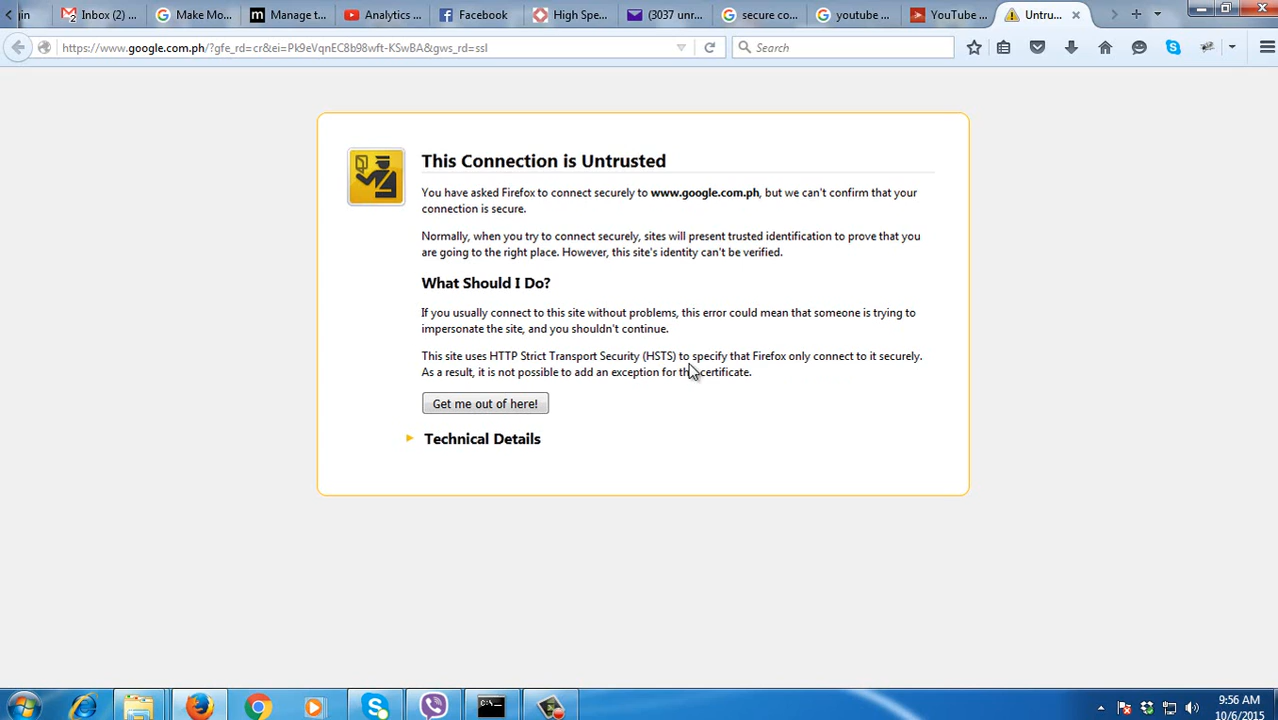 gin
Inbox (2) ...
Make Mo...
Manage t...
Analytics ...
Facebook
High Spe...
(3037 unr...
secure co...
youtube ...
YouTube ...
Untru...
https://www.google.com.ph/?gfe_rd=cr&ei=Pk9eVqnEC8b98wft-KSwBA&gws_rd=ssl
Search
This Connection is Untrusted
You have asked Firefox to connect securely to www.google.com.ph, but we can't confirm that your
connection is secure.
Normally, when you try to connect securely, sites will present trusted identification to prove that you
are going to the right place. However, this site's identity can't be verified.
What Should I Do?
If you usually connect to this site without problems, this error could mean that someone is trying to
impersonate the site, and you shouldn't continue.
This site uses HTTP Strict Transport Security (HSTS) to specify that Firefox only connect to it securely.
As a result, it is not possible to add an exception for the certificate.
Get me out of here!
Technical Details
9:56 AM
10/6/2015